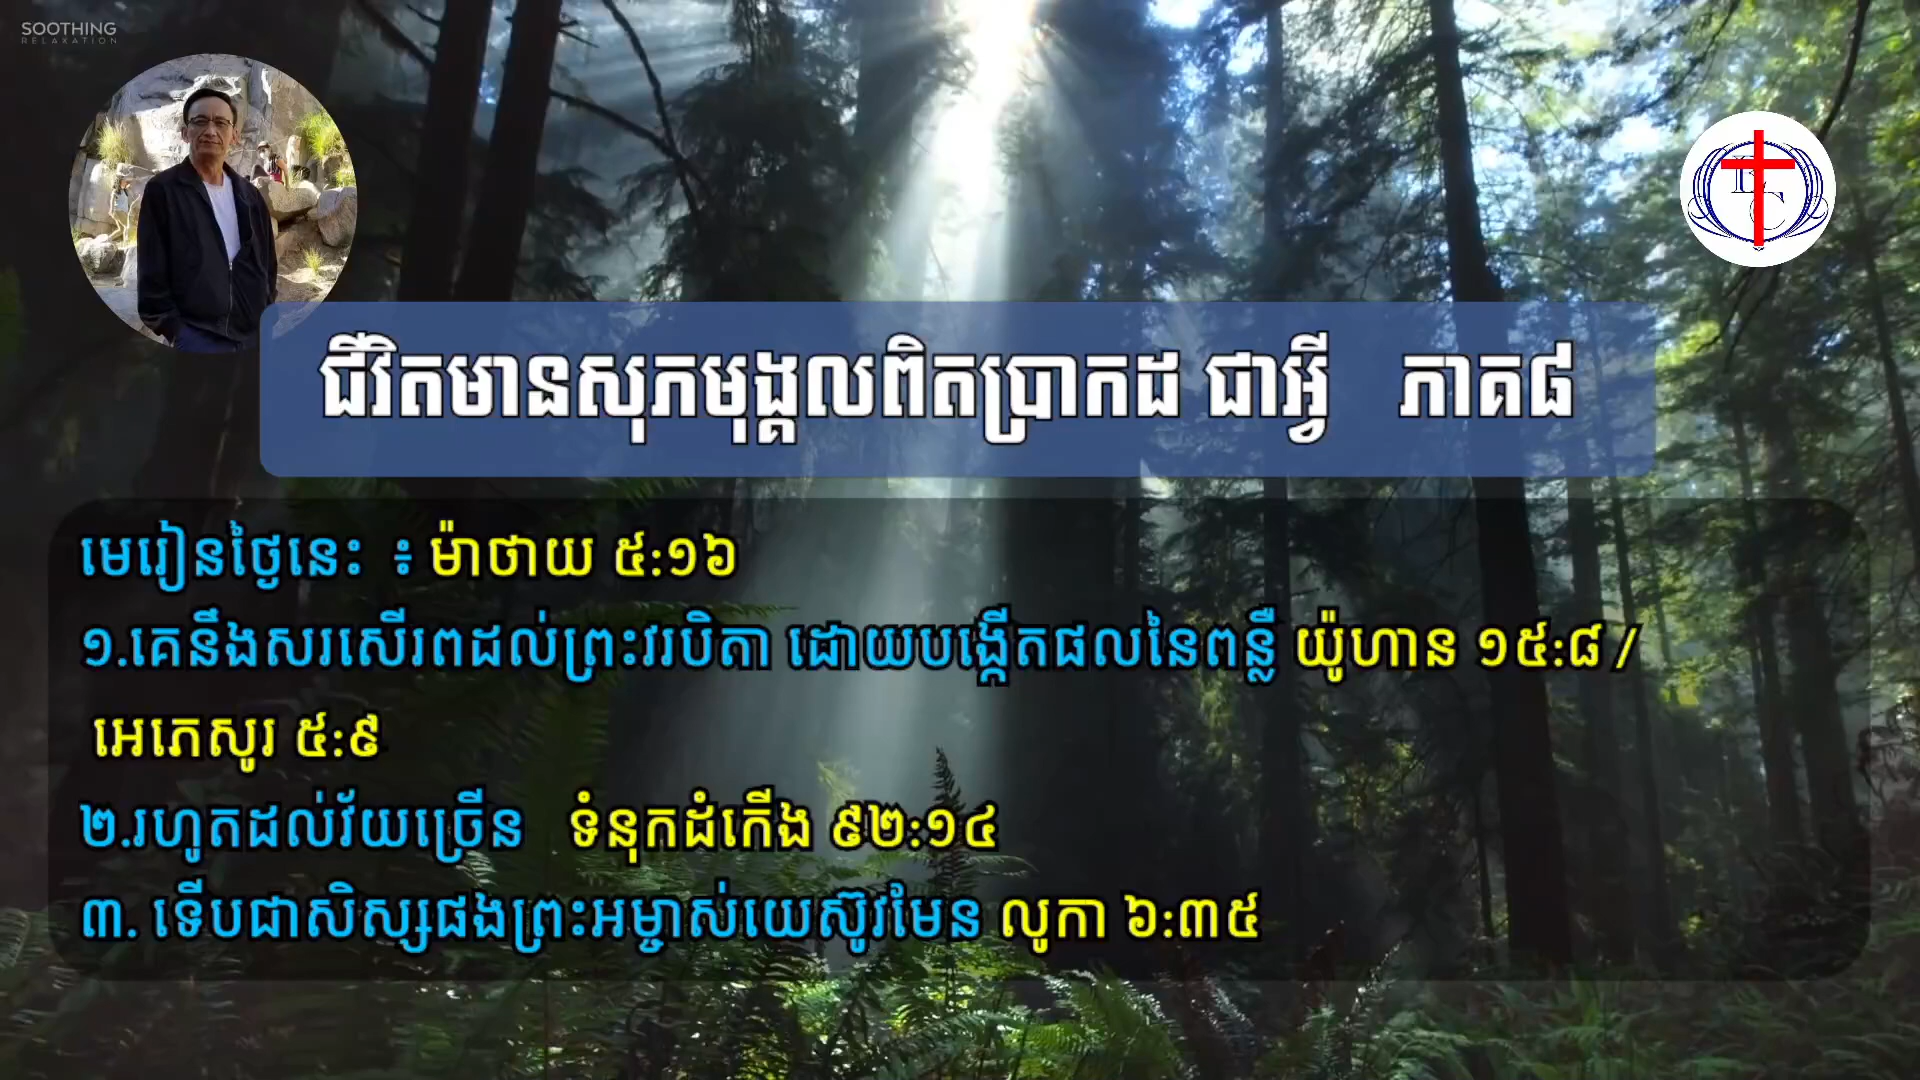 SOOTHING
RELAXATION
ជីវិតមានសុភមង្គលពិតប្រាកដ ជាអ្វី ភាគ៨
មេរៀនថ្ងៃនេះ ៖ ម៉ាថាយ ៥:១៦
១.គេនឹងសរសើរពដល់ព្រះវរបិតា ដោយបង្កើតផលនៃពន្លឺ យ៉ូហាន ១៥:៨ /
អេភេសូរ ៥:៩
២.រហូតដល់វ័យច្រើន ទំនុកដំកើង ៩២:១៤
៣. ទើបជាសិស្សផងព្រះអម្ចាស់យេស៊ូវមែន លូកា ៦:៣៥